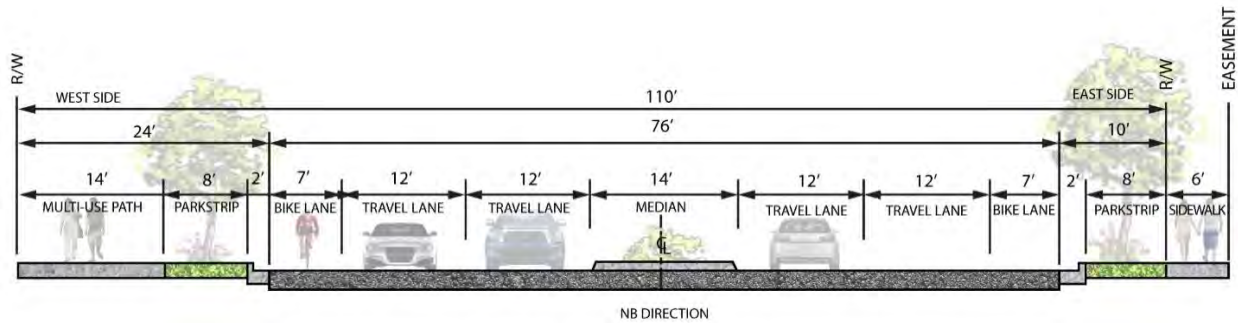 R/W
WEST SIDE
110'
EAST SIDE
R/W
EASEMENT
24'
76'
10'
14'
8'
2'
7'
12'
12'
14'
12'
12'
7'
2'
8'
6'
MULTI-USE PATH
PARKSTRIP
BIKE LANE
TRAVEL LANE
TRAVEL LANE
MEDIAN
TRAVEL LANE
TRAVEL LANE
BIKE LANE
PARKSTRIP
SIDEWALK
℄
NB DIRECTION